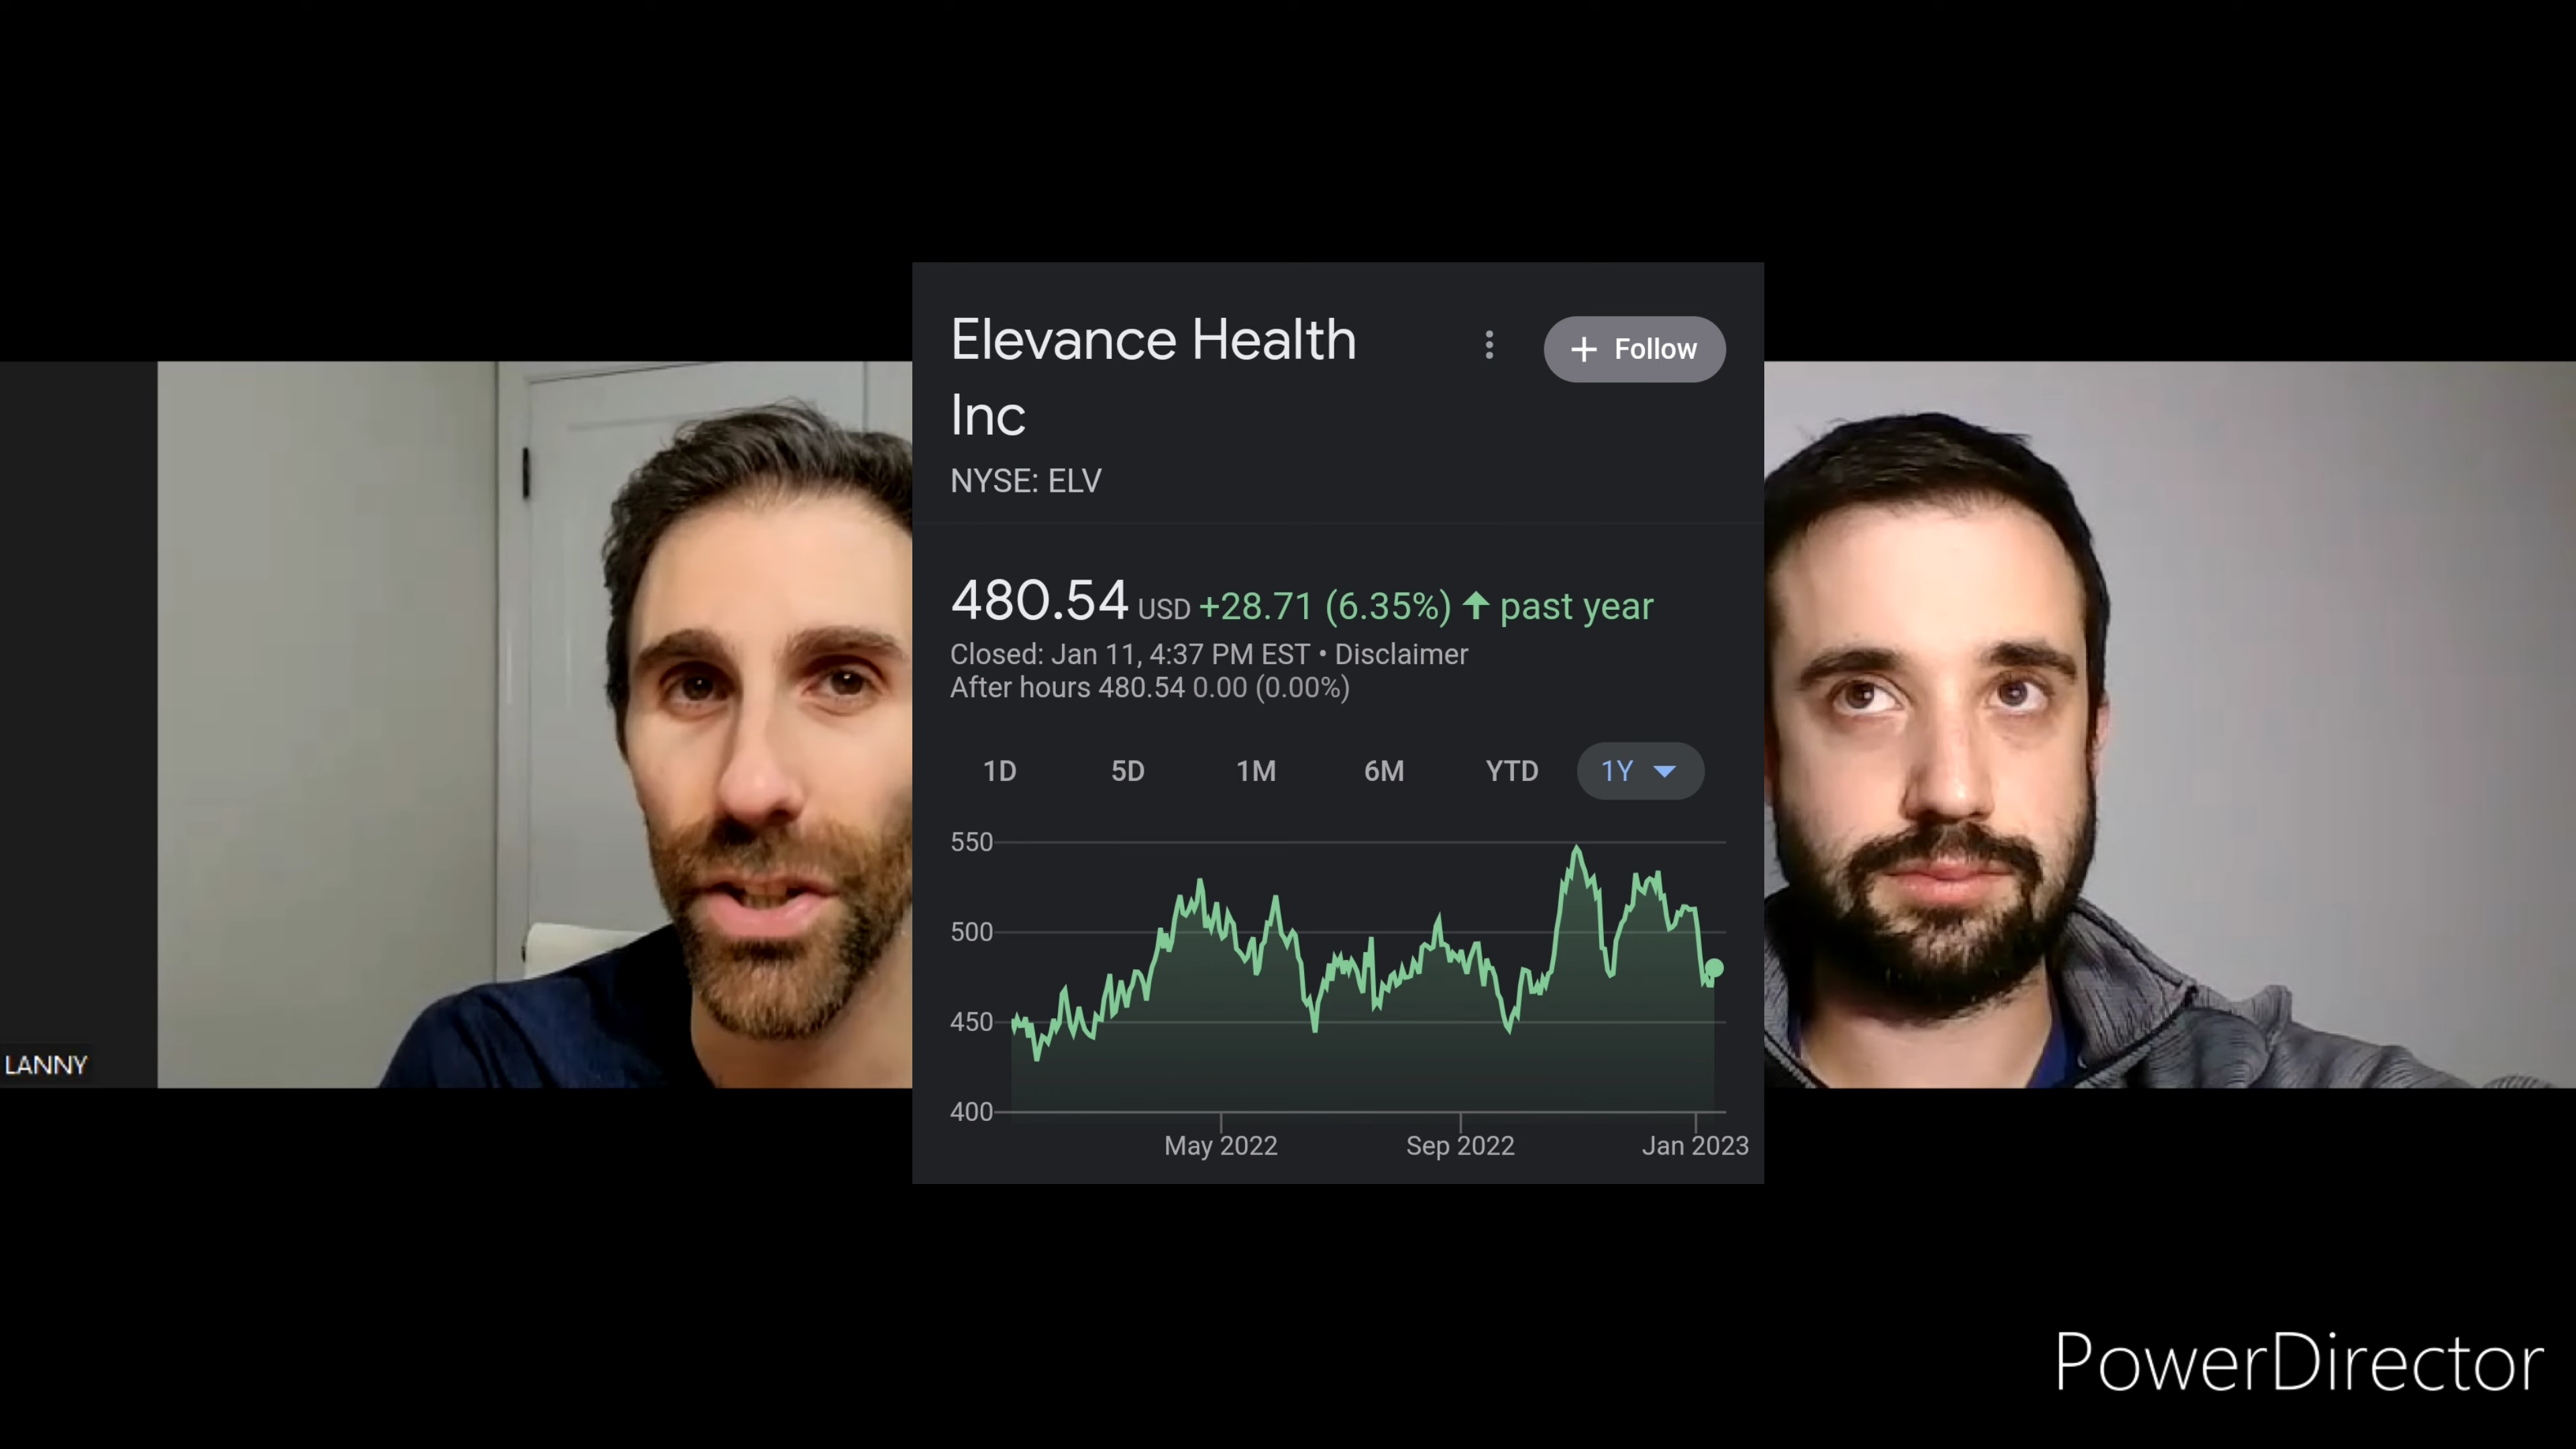 Elevance Health
Inc
+ Follow
NYSE: ELV
480.54 USD +28.71 (6.35%) ↑ past year
Closed: Jan 11, 4:37 PM EST • Disclaimer
After hours 480.54 0.00 (0.00%)
1D 5D 1M 6M YTD 1Y
550
500
450
400
May 2022 Sep 2022 Jan 2023
LANNY
PowerDirector